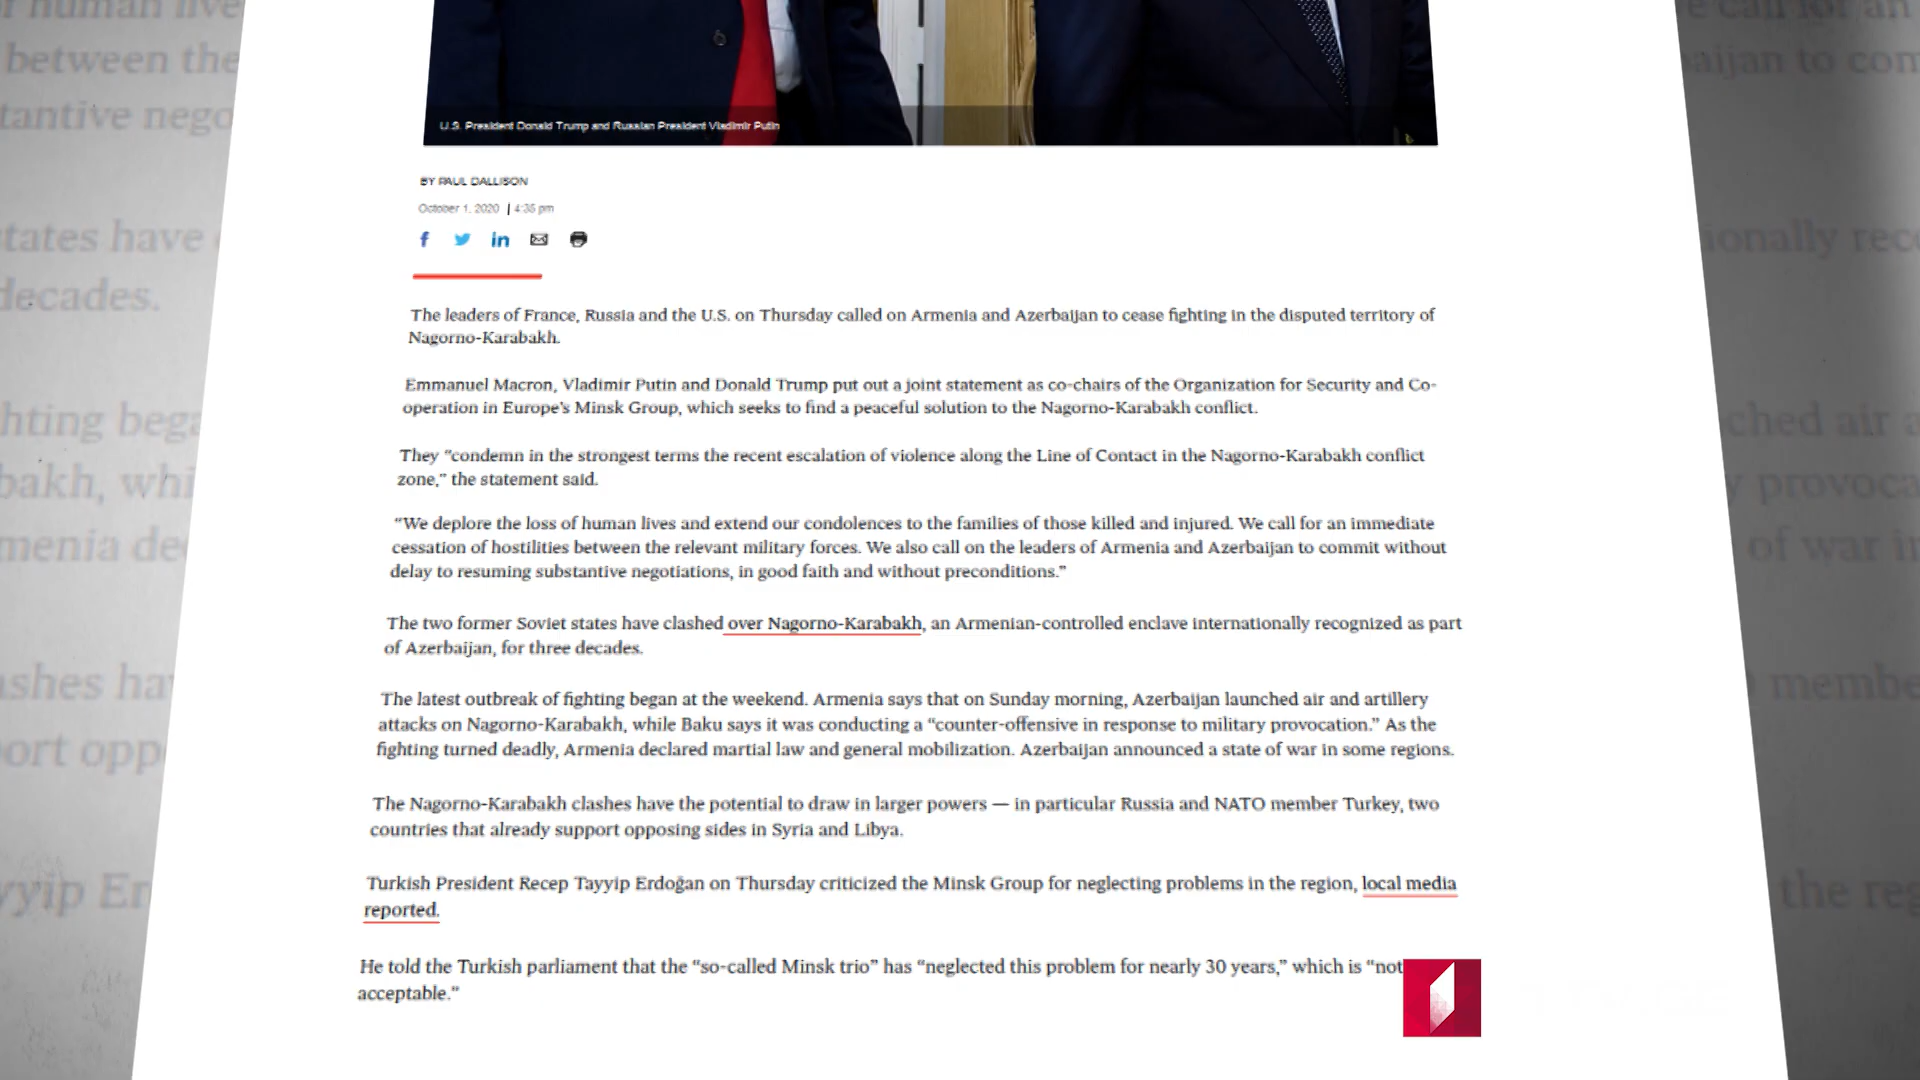 U.S. President Donald Trump and Russian President Vladimir Putin
BY PAUL DALLISON
October 1, 2020 | 4:35 pm
The leaders of France, Russia and the U.S. on Thursday called on Armenia and Azerbaijan to cease fighting in the disputed territory of
Nagorno-Karabakh.
Emmanuel Macron, Vladimir Putin and Donald Trump put out a joint statement as co-chairs of the Organization for Security and Co-
operation in Europe's Minsk Group, which seeks to find a peaceful solution to the Nagorno-Karabakh conflict.
They “condemn in the strongest terms the recent escalation of violence along the Line of Contact in the Nagorno-Karabakh conflict
zone,” the statement said.
“We deplore the loss of human lives and extend our condolences to the families of those killed and injured. We call for an immediate
cessation of hostilities between the relevant military forces. We also call on the leaders of Armenia and Azerbaijan to commit without
delay to resuming substantive negotiations, in good faith and without preconditions.”
The two former Soviet states have clashed over Nagorno-Karabakh, an Armenian-controlled enclave internationally recognized as part
of Azerbaijan, for three decades.
The latest outbreak of fighting began at the weekend. Armenia says that on Sunday morning, Azerbaijan launched air and artillery
attacks on Nagorno-Karabakh, while Baku says it was conducting a “counter-offensive in response to military provocation.” As the
fighting turned deadly, Armenia declared martial law and general mobilization. Azerbaijan announced a state of war in some regions.
The Nagorno-Karabakh clashes have the potential to draw in larger powers — in particular Russia and NATO member Turkey, two
countries that already support opposing sides in Syria and Libya.
Turkish President Recep Tayyip Erdoğan on Thursday criticized the Minsk Group for neglecting problems in the region, local media
reported.
He told the Turkish parliament that the “so-called Minsk trio” has “neglected this problem for nearly 30 years,” which is “not
acceptable.”